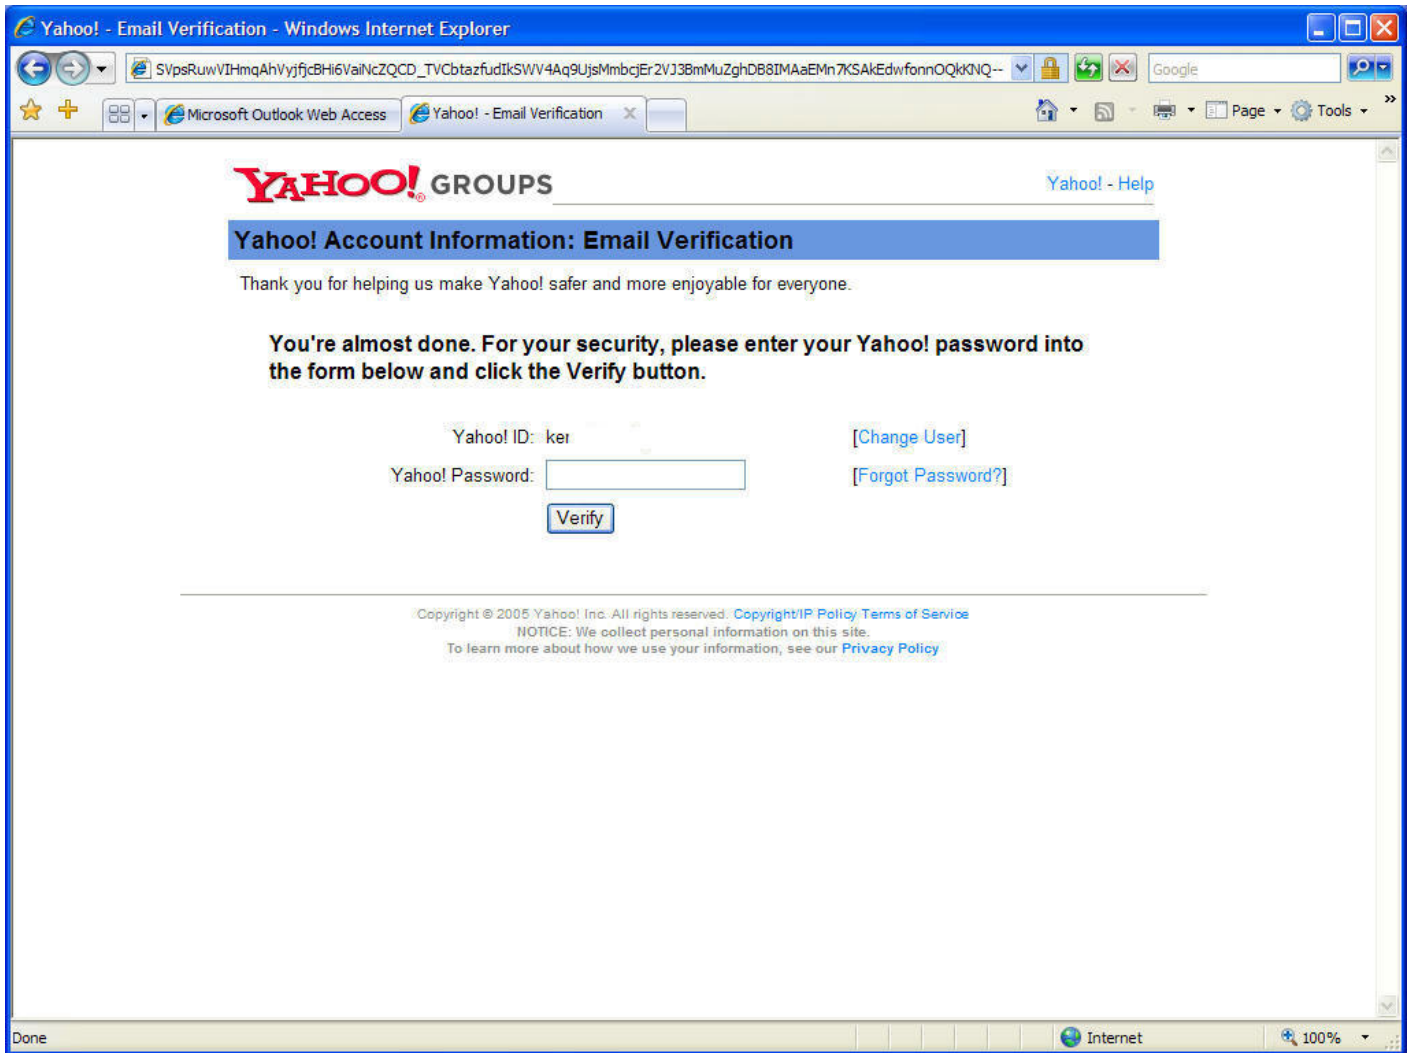 Yahoo! - Email Verification - Windows Internet Explorer
SVpsRuwVIHmqAhVyjfjcBHi6VaiNcZQCD_TVCbtazfudIkSWV4Aq9UjsMmbcjEr2VJ3BmMuZghDB8IMAaEMn7KSAkEdwfonnOQkKNQ--
Google
Microsoft Outlook Web Access
Yahoo! - Email Verification
Page
Tools
YAHOO! GROUPS
Yahoo! - Help
Yahoo! Account Information: Email Verification
Thank you for helping us make Yahoo! safer and more enjoyable for everyone.
You're almost done. For your security, please enter your Yahoo! password into
the form below and click the Verify button.
Yahoo! ID: ker [Change User]
Yahoo! Password: [Forgot Password?]
Verify
Copyright © 2005 Yahoo! Inc. All rights reserved. Copyright/IP Policy Terms of Service
NOTICE: We collect personal information on this site.
To learn more about how we use your information, see our Privacy Policy
Done
Internet
100%